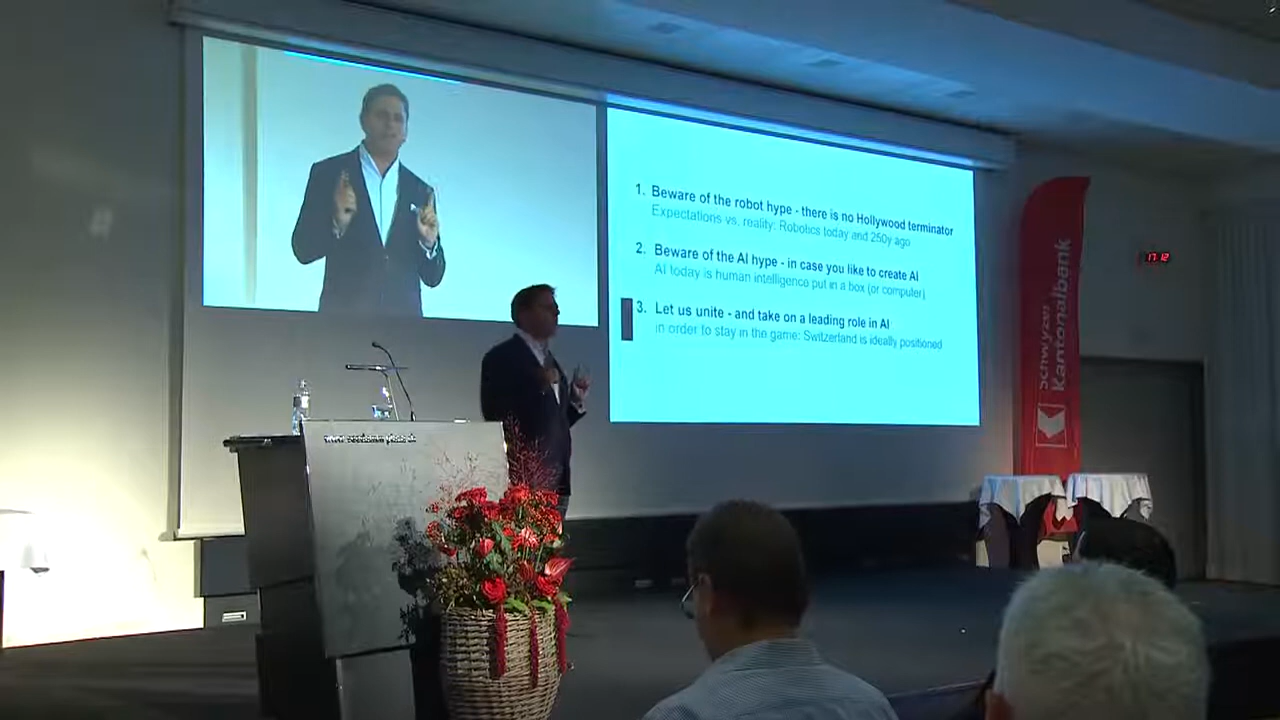 1. Beware of the robot hype - there is no Hollywood terminator
Expectations vs. reality: Robotics today and 250y ago
2. Beware of the AI hype - in case you like to create AI
AI today is human intelligence put in a box (or computer)
3. Let us unite - and take on a leading role in AI
in order to stay in the game: Switzerland is ideally positioned
Schwyzer
Kantonalbank
17 12